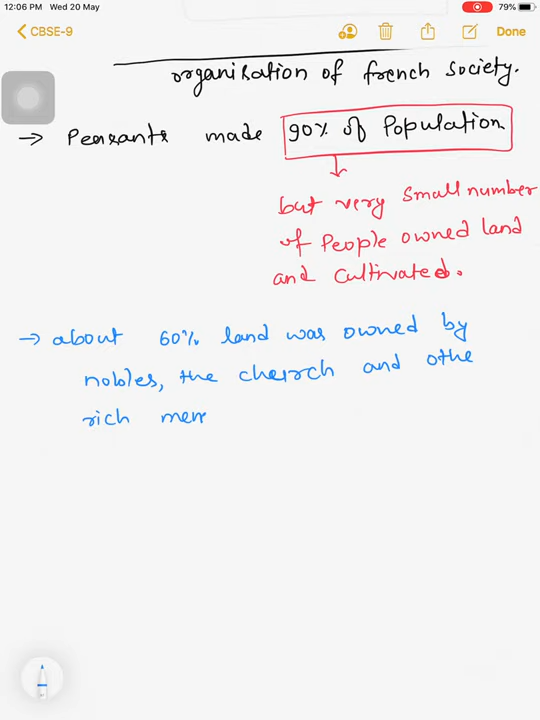 12:06 PM Wed 20 May
79%
CBSE-9
Done
organisation of french society.
→ Peasants made 90% of Population
but very small number
of People owned land
and cultivated.
→ about 60% land was owned by
nobles, the church and othe
rich men